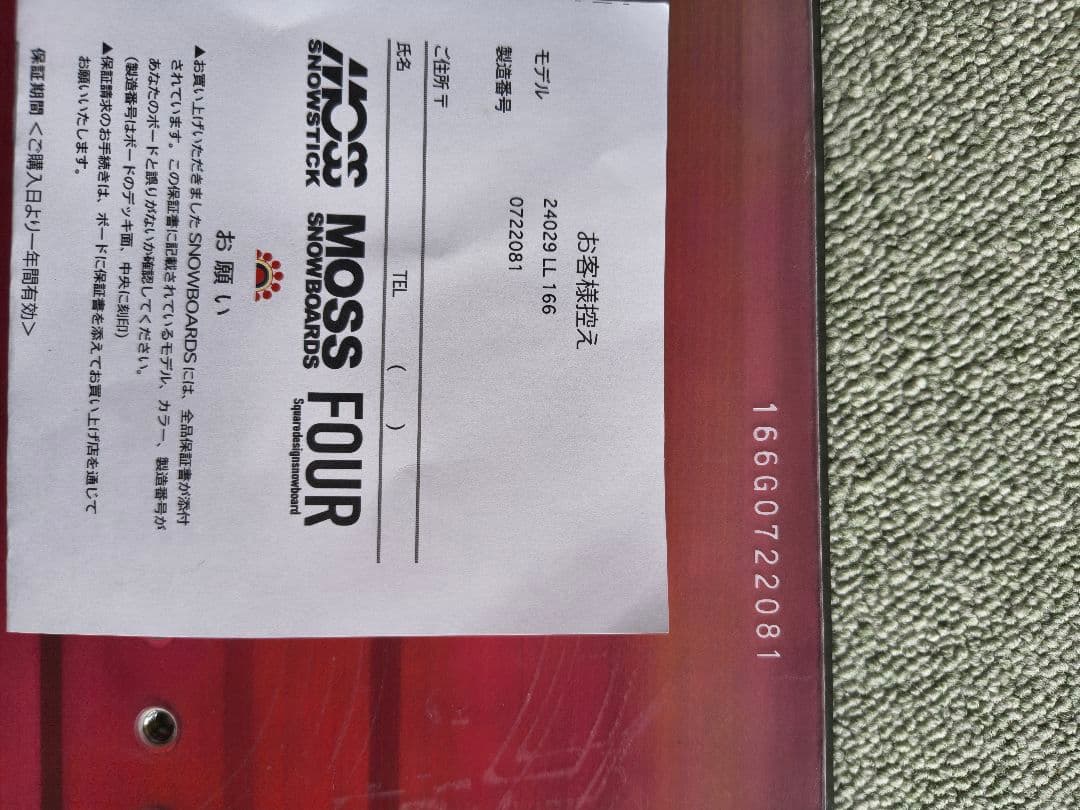 お客様控え
モデル 24029 LL 166
製造番号 0722081
ご住所 〒
氏名 TEL ( )
MOSS MOSS FOUR
SNOWSTICK SNOWBOARDS Squaredesignsnowboard
お願い
▲お買い上げいただきましたSNOWBOARDSには、全品保証書が添付
されています。この保証書に記載されているモデル、カラー、製造番号が
あなたのボードと誤りがないか確認してください。
(製造番号はボードのデッキ面、中央に刻印)
▲保証請求のお手続きは、ボードに保証書を添えてお買い上げ店を通じて
お願いいたします。
保証期間 <ご購入日より一年間有効>
166G0722081